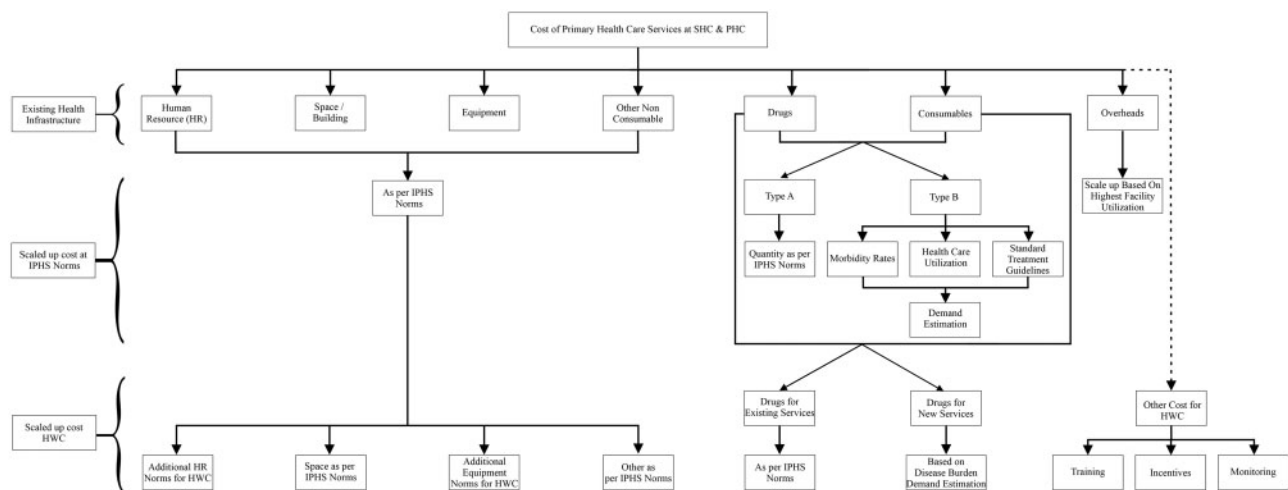 Cost of Primary Health Care Services at SHC & PHC
Existing Health
Infrastructure
Human
Resource (HR)
Space /
Building
Equipment
Other Non
Consumable
Drugs
Consumables
Overheads
Scaled up cost at
IPHS Norms
As per IPHS
Norms
Type A
Type B
Scale up Based On
Highest Facility
Utilization
Quantity as per
IPHS Norms
Morbidity Rates
Health Care
Utilization
Standard
Treatment
Guidelines
Demand
Estimation
Scaled up cost
HWC
Drugs for
Existing Services
Drugs for
New Services
Other Cost for
HWC
Additional HR
Norms for HWC
Space as per
IPHS Norms
Additional
Equipment
Norms for HWC
Other as
per IPHS Norms
As per IPHS
Norms
Based on
Disease Burden
Demand Estimation
Training
Incentives
Monitoring